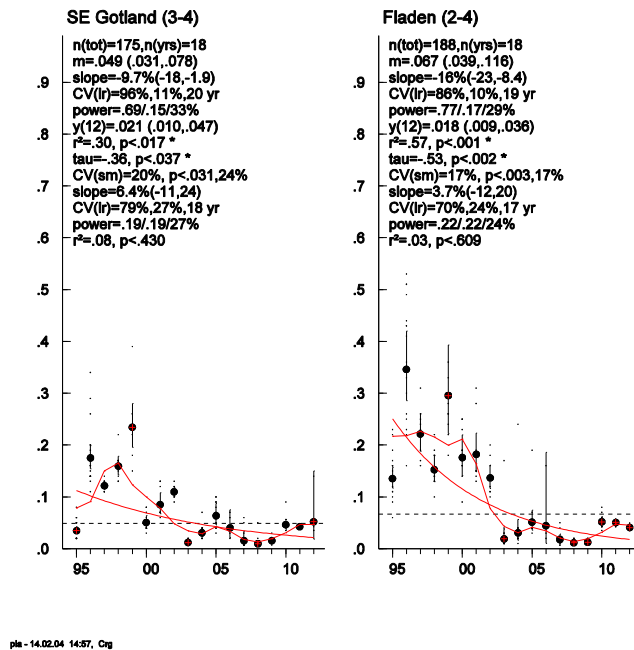 SE Gotland (3-4)
n(tot)=175,n(yrs)=18
m=.049 (.031,.078)
slope=-9.7%(-18,-1.9)
CV(lr)=96%,11%,20 yr
power=.69/.15/33%
y(12)=.021 (.010,.047)
r²=.30, p<.017 *
tau=-.36, p<.037 *
CV(sm)=20%, p<.031,24%
slope=6.4%(-11,24)
CV(lr)=79%,27%,18 yr
power=.19/.19/27%
r²=.08, p<.430
.9
.8
.7
.6
.5
.4
.3
.2
.1
.0
95 00 05 10
Fladen (2-4)
n(tot)=188,n(yrs)=18
m=.067 (.039,.116)
slope=-16%(-23,-8.4)
CV(lr)=86%,10%,19 yr
power=.77/.17/29%
y(12)=.018 (.009,.036)
r²=.57, p<.001 *
tau=-.53, p<.002 *
CV(sm)=17%, p<.003,17%
slope=3.7%(-12,20)
CV(lr)=70%,24%,17 yr
power=.22/.22/24%
r²=.03, p<.609
.9
.8
.7
.6
.5
.4
.3
.2
.1
.0
95 00 05 10
pia - 14.02.04 14:57, Crg